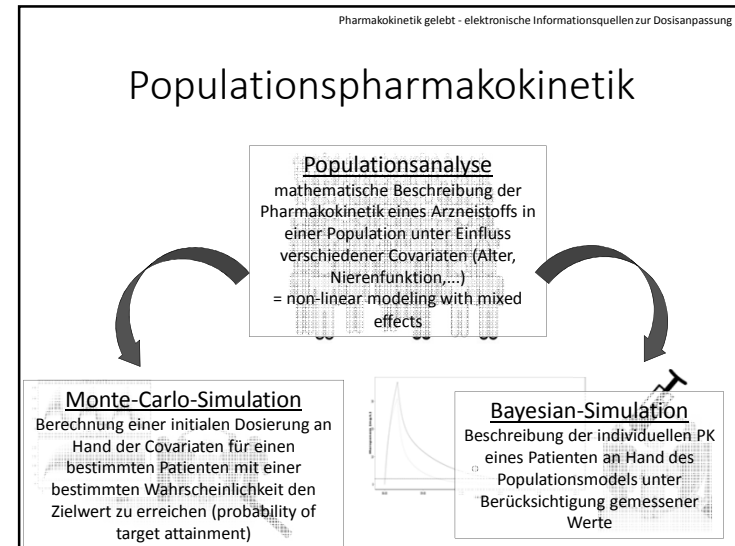 Pharmakokinetik gelebt - elektronische Informationsquellen zur Dosisanpassung
Populationspharmakokinetik
Populationsanalyse
mathematische Beschreibung der
Pharmakokinetik eines Arzneistoffs in
einer Population unter Einfluss
verschiedener Covariaten (Alter,
Nierenfunktion,...)
= non-linear modeling with mixed
effects
Monte-Carlo-Simulation
Berechnung einer initialen Dosierung an
Hand der Covariaten für einen
bestimmten Patienten mit einer
bestimmten Wahrscheinlichkeit den
Zielwert zu erreichen (probability of
target attainment)
Bayesian-Simulation
Beschreibung der individuellen PK
eines Patienten an Hand des
Populationsmodels unter
Berücksichtigung gemessener
Werte